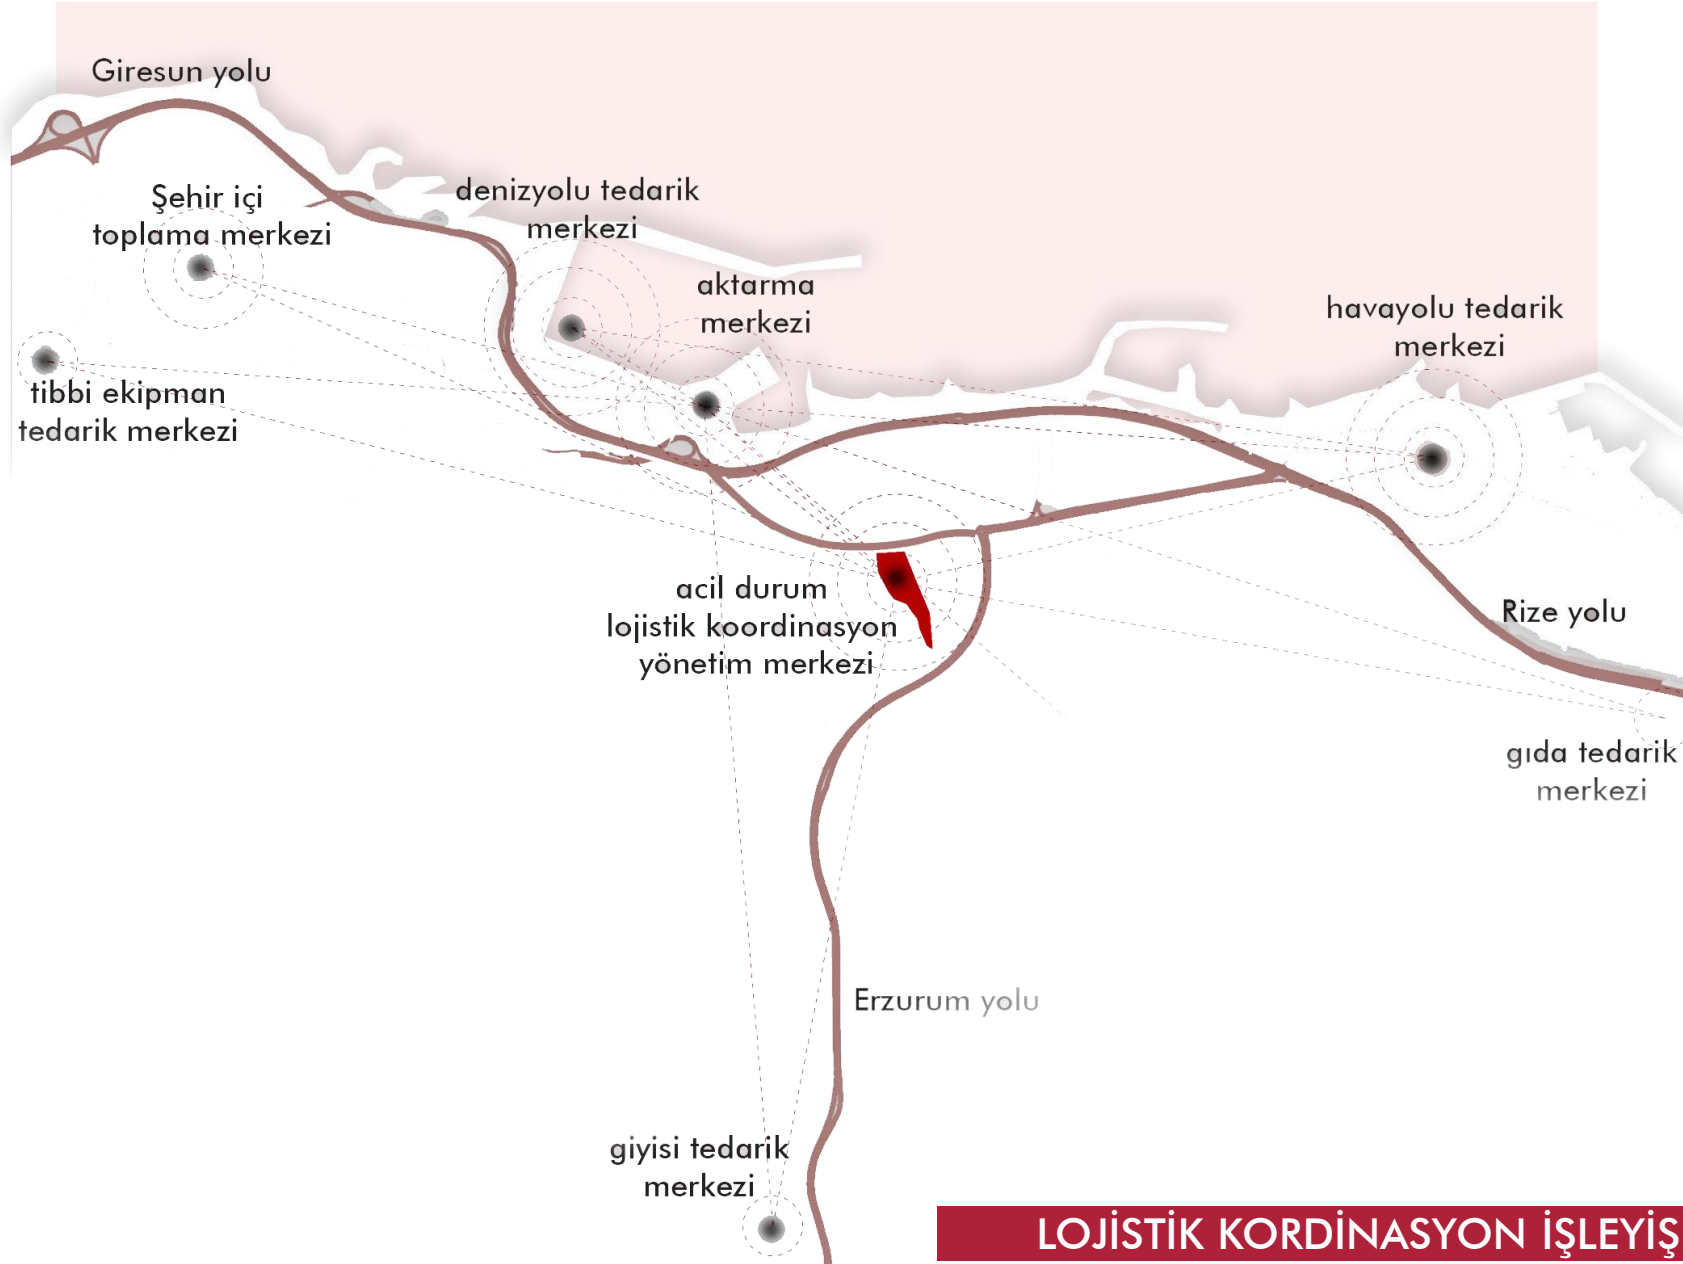 Giresun yolu
Şehir içi
toplama merkezi
denizyolu tedarik
merkezi
aktarma
merkezi
havayolu tedarik
merkezi
tibbi ekipman
tedarik merkezi
acil durum
lojistik koordinasyon
yönetim merkezi
Rize yolu
gıda tedarik
merkezi
Erzurum yolu
giyisi tedarik
merkezi
LOJİSTİK KORDİNASYON İŞLEYİŞ